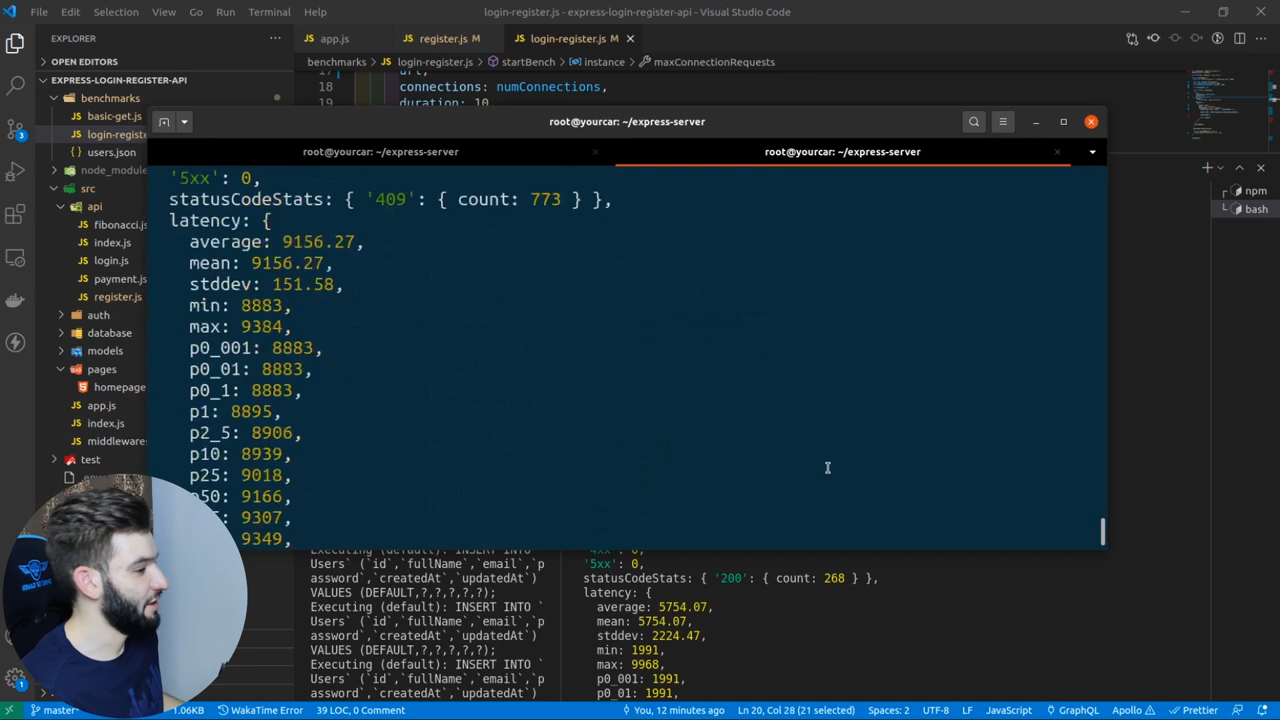 File Edit Selection View Go Run Terminal Help
login-register.js - express-login-register-api - Visual Studio Code
EXPLORER
OPEN EDITORS
EXPRESS-LOGIN-REGISTER-API
benchmarks
basic-get.js
login-registe
users.json
node_module
src
api
fibonacci.js
index.js
login.js
payment.js
register.js
auth
database
models
pages
homepage
app.js
index.js
middleware
test
app.js
register.js M
login-register.js M
benchmarks > login-register.js > startBench > instance > maxConnectionRequests
18 connections: numConnections,
19 duration: 10
root@yourcar: ~/express-server
root@yourcar: ~/express-server
root@yourcar: ~/express-server
'5xx': 0,
statusCodeStats: { '409': { count: 773 } },
latency: {
average: 9156.27,
mean: 9156.27,
stddev: 151.58,
min: 8883,
max: 9384,
p0_001: 8883,
p0_01: 8883,
p0_1: 8883,
p1: 8895,
p2_5: 8906,
p10: 8939,
p25: 9018,
p50: 9166,
9307,
9349,
npm
bash
Executing (default): INSERT INTO `
Users` (`id`,`fullName`,`email`,`p
assword`,`createdAt`,`updatedAt`)
VALUES (DEFAULT,?,?,?,?,?);
Executing (default): INSERT INTO `
Users` (`id`,`fullName`,`email`,`p
assword`,`createdAt`,`updatedAt`)
VALUES (DEFAULT,?,?,?,?,?);
Executing (default): INSERT INTO `
Users` (`id`,`fullName`,`email`,`p
assword`,`createdAt`,`updatedAt`)
'4xx': 0,
'5xx': 0,
statusCodeStats: { '200': { count: 268 } },
latency: {
average: 5754.07,
mean: 5754.07,
stddev: 2224.47,
min: 1991,
max: 9968,
p0_001: 1991,
p0_01: 1991,
master
1.06KB
WakaTime Error
39 LOC, 0 Comment
You, 12 minutes ago
Ln 20, Col 28 (21 selected)
Spaces: 2
UTF-8
LF
JavaScript
GraphQL
Apollo
Prettier